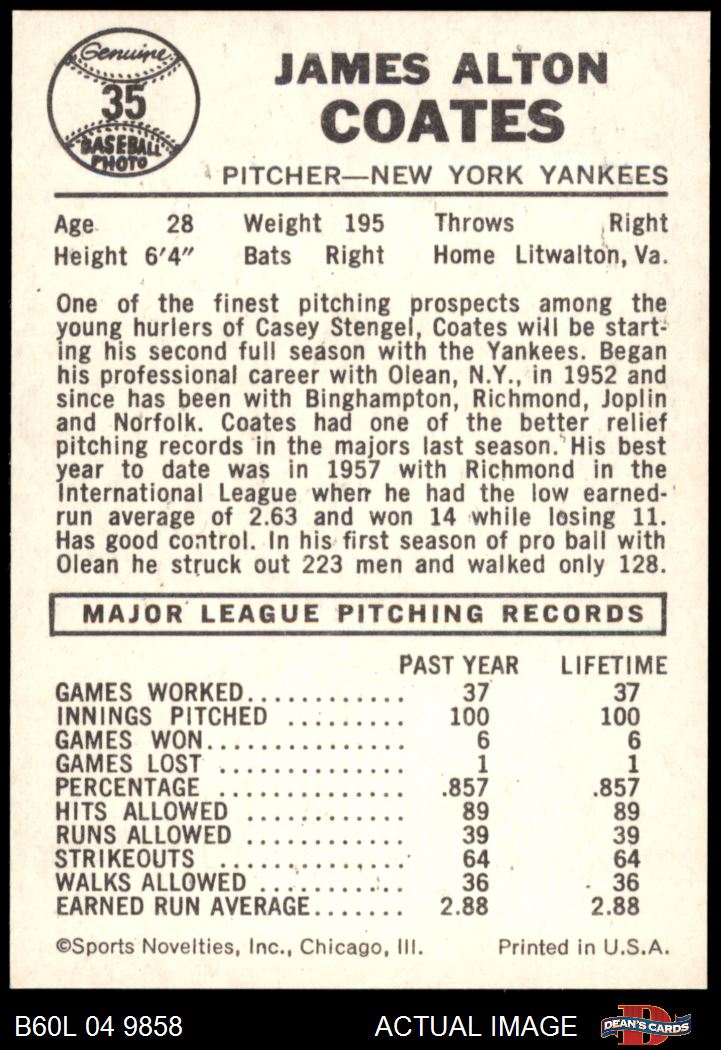 Genuine
35
BASEBALL
PHOTO
JAMES ALTON
COATES
PITCHER—NEW YORK YANKEES
Age 28 Weight 195 Throws Right
Height 6'4" Bats Right Home Litwalton, Va.
One of the finest pitching prospects among the
young hurlers of Casey Stengel, Coates will be start-
ing his second full season with the Yankees. Began
his professional career with Olean, N.Y., in 1952 and
since has been with Binghampton, Richmond, Joplin
and Norfolk. Coates had one of the better relief
pitching records in the majors last season. His best
year to date was in 1957 with Richmond in the
International League when he had the low earned-
run average of 2.63 and won 14 while losing 11.
Has good control. In his first season of pro ball with
Olean he struck out 223 men and walked only 128.
MAJOR LEAGUE PITCHING RECORDS
PAST YEAR LIFETIME
GAMES WORKED............ 37 37
INNINGS PITCHED ......... 100 100
GAMES WON............... 6 6
GAMES LOST .............. 1 1
PERCENTAGE .............. .857 .857
HITS ALLOWED ............ 89 89
RUNS ALLOWED ............ 39 39
STRIKEOUTS .............. 64 64
WALKS ALLOWED ........... 36 36
EARNED RUN AVERAGE....... 2.88 2.88
©Sports Novelties, Inc., Chicago, Ill. Printed in U.S.A.
B60L 04 9858 ACTUAL IMAGE D DEAN'S CARDS